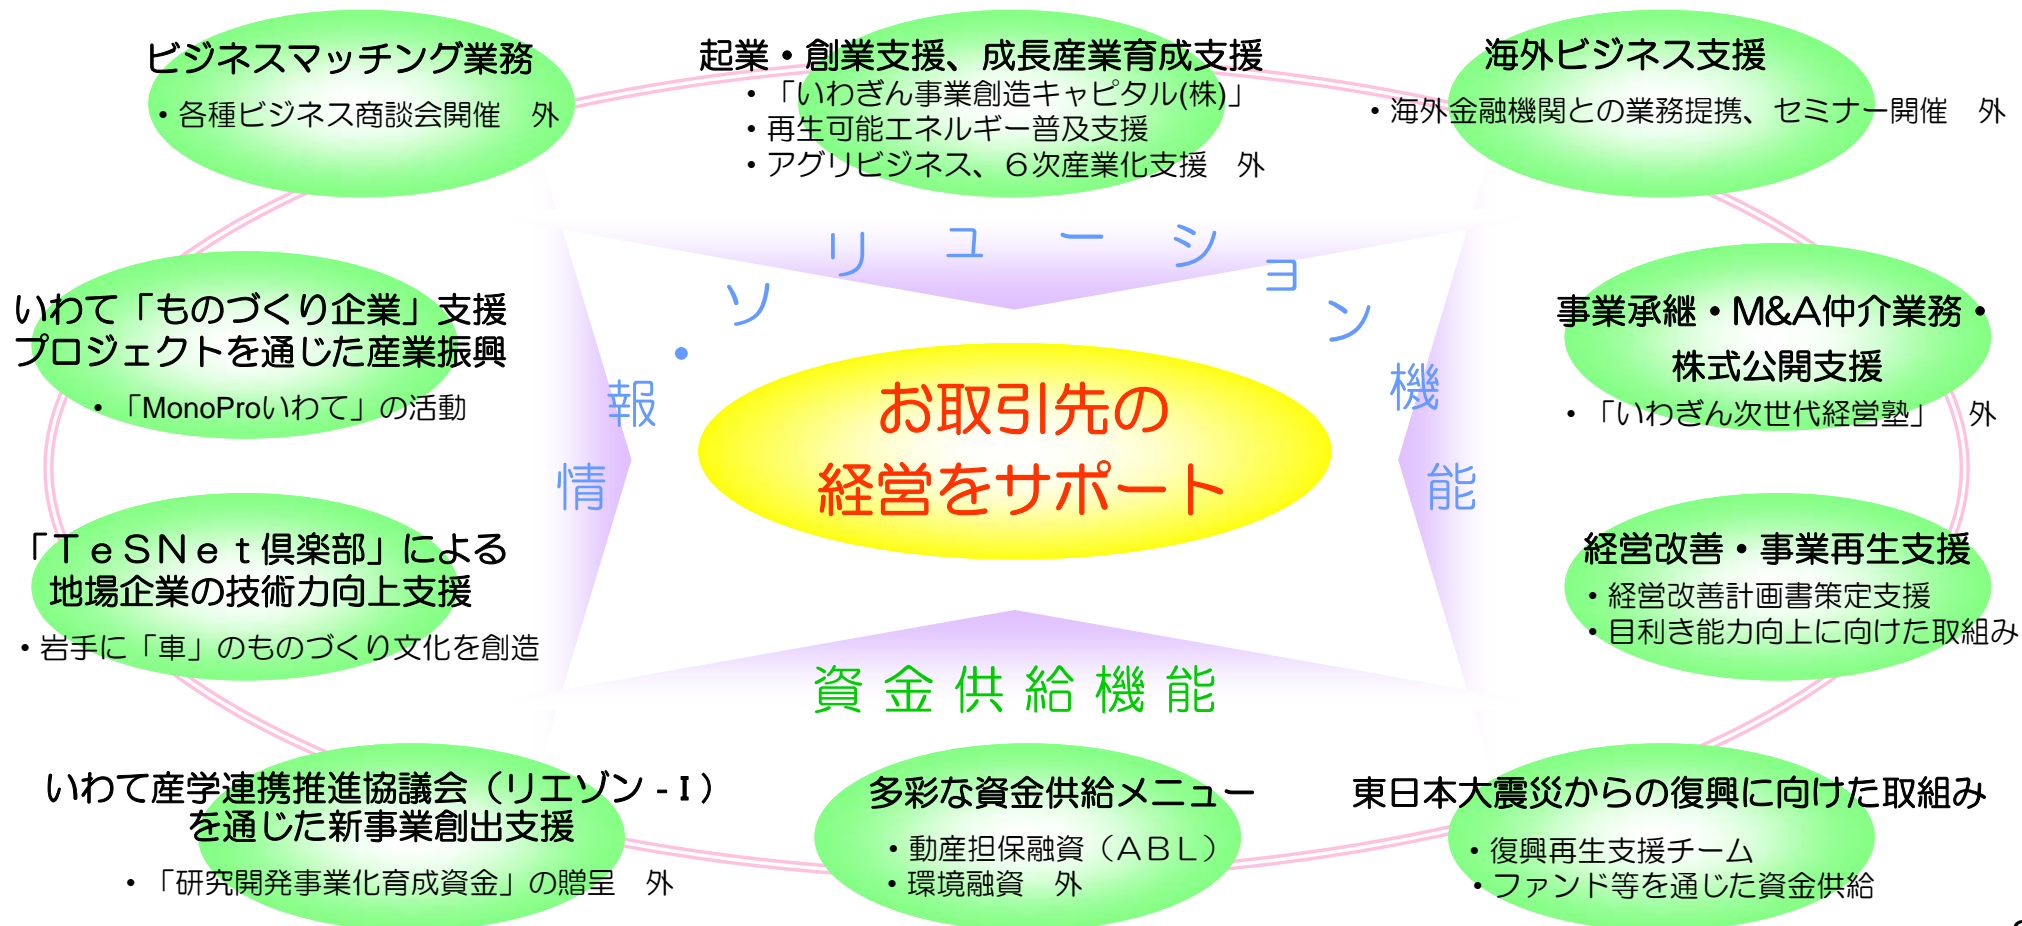 ビジネスマッチング業務
・各種ビジネス商談会開催　外
起業・創業支援、成長産業育成支援
・「いわぎん事業創造キャピタル(株)」
・再生可能エネルギー普及支援
・アグリビジネス、６次産業化支援　外
海外ビジネス支援
・海外金融機関との業務提携、セミナー開催　外
いわて「ものづくり企業」支援
プロジェクトを通じた産業振興
・「MonoProいわて」の活動
情報・ソリューション機能
お取引先の
経営をサポート
事業承継・M&A仲介業務・
株式公開支援
・「いわぎん次世代経営塾」　外
「ＴｅＳＮｅｔ倶楽部」による
地場企業の技術力向上支援
・岩手に「車」のものづくり文化を創造
経営改善・事業再生支援
・経営改善計画書策定支援
・目利き能力向上に向けた取組み
資金供給機能
いわて産学連携推進協議会（リエゾン-I）
を通じた新事業創出支援
・「研究開発事業化育成資金」の贈呈　外
多彩な資金供給メニュー
・動産担保融資（ＡＢＬ）
・環境融資　外
東日本大震災からの復興に向けた取組み
・復興再生支援チーム
・ファンド等を通じた資金供給